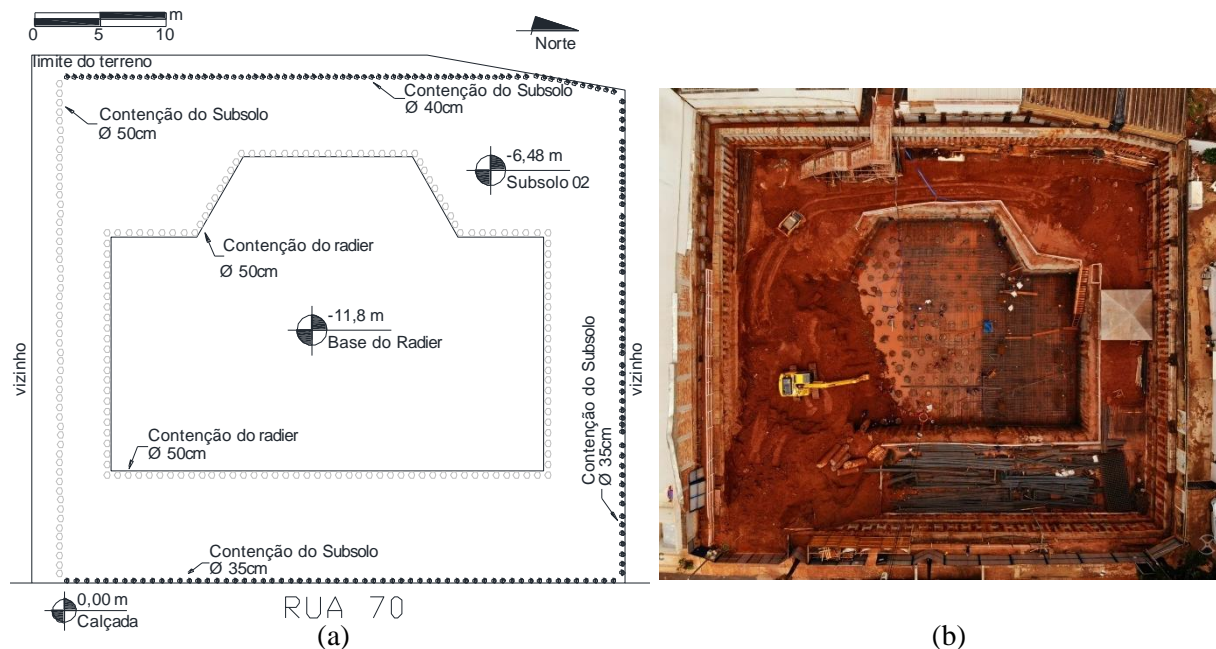 m
0 5 10
Norte
limite do terreno
Contenção do Subsolo
Ø 40cm
Contenção do Subsolo
Ø 50cm
-6,48 m
Subsolo 02
Contenção do radier
Ø 50cm
-11,8 m
Base do Radier
vizinho
vizinho
Contenção do Subsolo
Ø 35cm
Contenção do radier
Ø 50cm
Contenção do Subsolo
Ø 35cm
0,00 m
Calçada
RUA 70
(a)
(b)